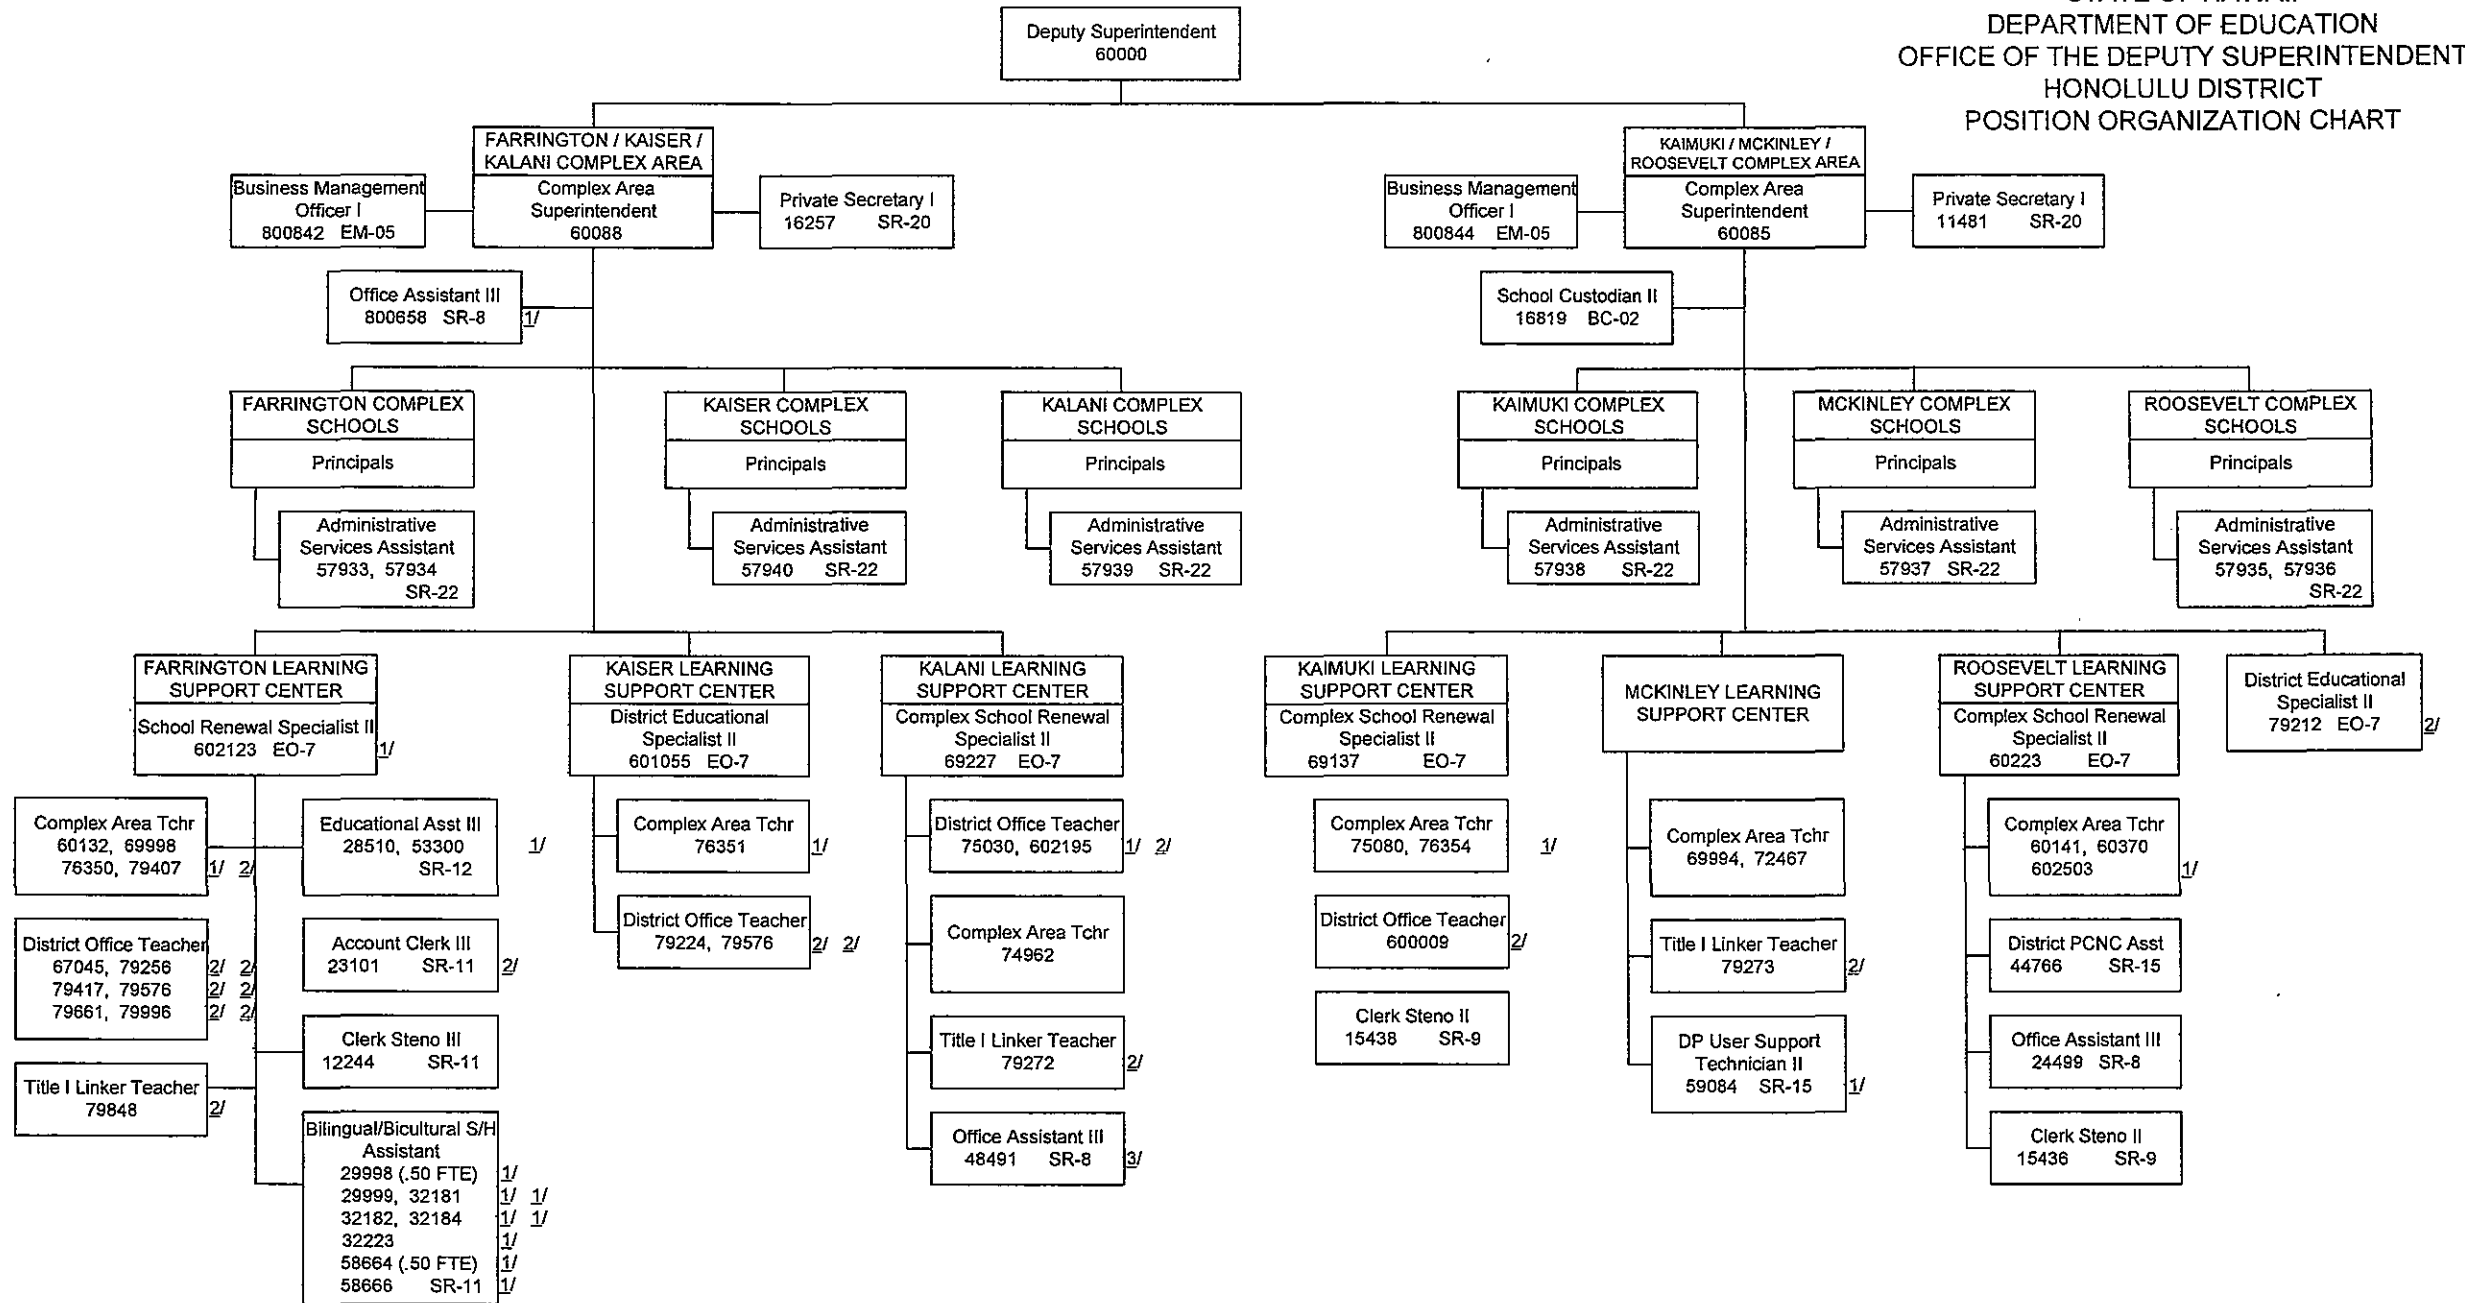 STATE OF HAWAII
DEPARTMENT OF EDUCATION
OFFICE OF THE DEPUTY SUPERINTENDENT
HONOLULU DISTRICT
POSITION ORGANIZATION CHART
Deputy Superintendent
60000
FARRINGTON / KAISER /
KALANI COMPLEX AREA
Complex Area
Superintendent
60088
Business Management
Officer I
800842 EM-05
Private Secretary I
16257 SR-20
Office Assistant III
800658 SR-8 1/
KAIMUKI / MCKINLEY /
ROOSEVELT COMPLEX AREA
Complex Area
Superintendent
60085
Business Management
Officer I
800844 EM-05
Private Secretary I
11481 SR-20
School Custodian II
16819 BC-02
FARRINGTON COMPLEX
SCHOOLS
Principals
Administrative
Services Assistant
57933, 57934
SR-22
KAISER COMPLEX
SCHOOLS
Principals
Administrative
Services Assistant
57940 SR-22
KALANI COMPLEX
SCHOOLS
Principals
Administrative
Services Assistant
57939 SR-22
KAIMUKI COMPLEX
SCHOOLS
Principals
Administrative
Services Assistant
57938 SR-22
MCKINLEY COMPLEX
SCHOOLS
Principals
Administrative
Services Assistant
57937 SR-22
ROOSEVELT COMPLEX
SCHOOLS
Principals
Administrative
Services Assistant
57935, 57936
SR-22
FARRINGTON LEARNING
SUPPORT CENTER
School Renewal Specialist II
602123 EO-7 1/
Complex Area Tchr
60132, 69998
76350, 79407 1/ 2/
District Office Teacher
67045, 79256 2/ 2/
79417, 79576 2/ 2/
79661, 79996 2/ 2/
Title I Linker Teacher
79848 2/
Educational Asst III
28510, 53300 1/
SR-12
Account Clerk III
23101 SR-11 2/
Clerk Steno III
12244 SR-11
Bilingual/Bicultural S/H
Assistant
29998 (.50 FTE) 1/
29999, 32181 1/ 1/
32182, 32184 1/ 1/
32223 1/
58664 (.50 FTE) 1/
58666 SR-11 1/
KAISER LEARNING
SUPPORT CENTER
District Educational
Specialist II
601055 EO-7
Complex Area Tchr
76351 1/
District Office Teacher
79224, 79576 2/ 2/
KALANI LEARNING
SUPPORT CENTER
Complex School Renewal
Specialist II
69227 EO-7
District Office Teacher
75030, 602195 1/ 2/
Complex Area Tchr
74962
Title I Linker Teacher
79272 2/
Office Assistant III
48491 SR-8 3/
KAIMUKI LEARNING
SUPPORT CENTER
Complex School Renewal
Specialist II
69137 EO-7
Complex Area Tchr
75080, 76354 1/
District Office Teacher
600009 2/
Clerk Steno II
15438 SR-9
MCKINLEY LEARNING
SUPPORT CENTER
Complex Area Tchr
69994, 72467
Title I Linker Teacher
79273 2/
DP User Support
Technician II
59084 SR-15 1/
ROOSEVELT LEARNING
SUPPORT CENTER
Complex School Renewal
Specialist II
60223 EO-7
Complex Area Tchr
60141, 60370
602503 1/
District PCNC Asst
44766 SR-15
Office Assistant III
24499 SR-8
Clerk Steno II
15436 SR-9
District Educational
Specialist II
79212 EO-7 2/